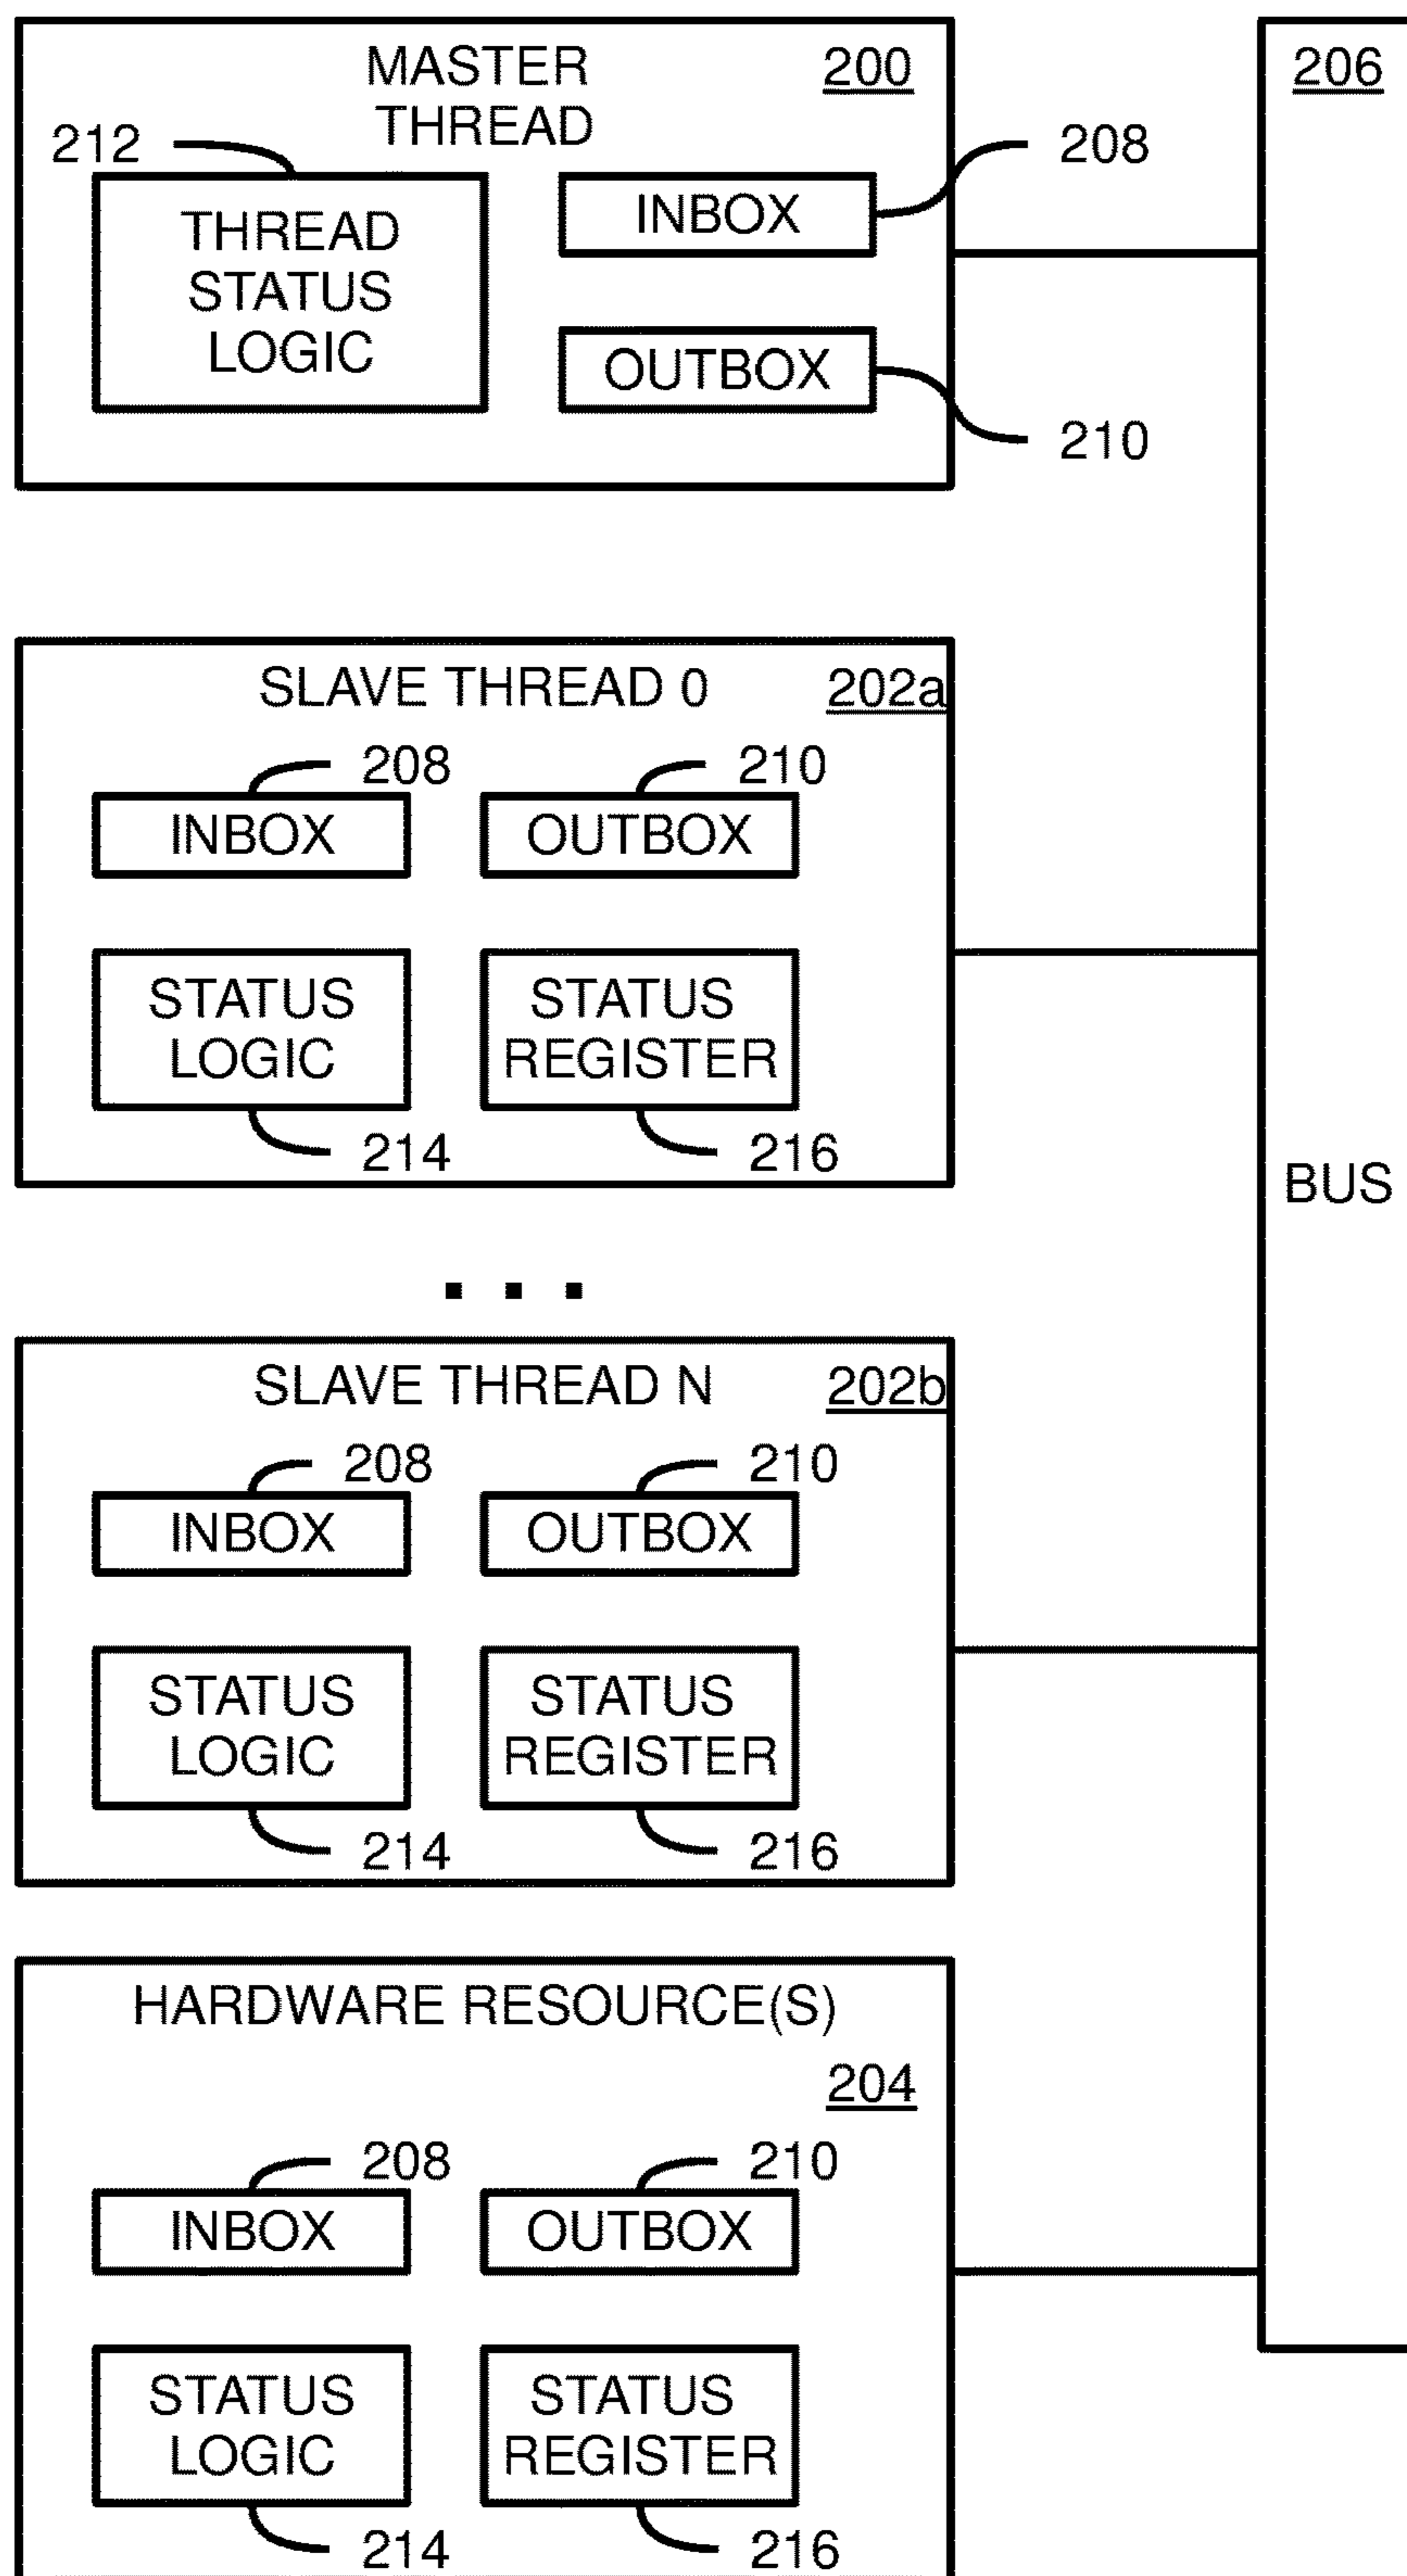 MASTER
THREAD
200
206
212
208
THREAD
STATUS
LOGIC
INBOX
OUTBOX
210
SLAVE THREAD 0
202a
208
210
INBOX
OUTBOX
STATUS
LOGIC
STATUS
REGISTER
214
216
BUS
. . .
SLAVE THREAD N
202b
208
210
INBOX
OUTBOX
STATUS
LOGIC
STATUS
REGISTER
214
216
HARDWARE RESOURCE(S)
204
208
210
INBOX
OUTBOX
STATUS
LOGIC
STATUS
REGISTER
214
216